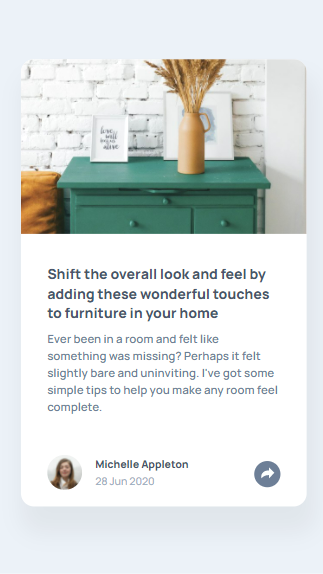 love
Shift the overall look and feel by
adding these wonderful touches
to furniture in your home
Ever been in a room and felt like
something was missing? Perhaps it felt
slightly bare and uninviting. I've got some
simple tips to help you make any room feel
complete.
Michelle Appleton
28 Jun 2020